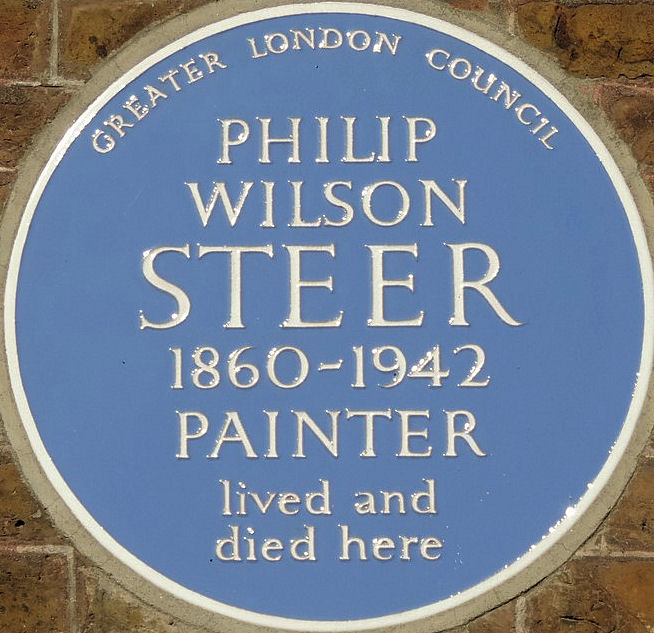 GREATER LONDON COUNCIL
PHILIP
WILSON
STEER
1860-1942
PAINTER
lived and
died here